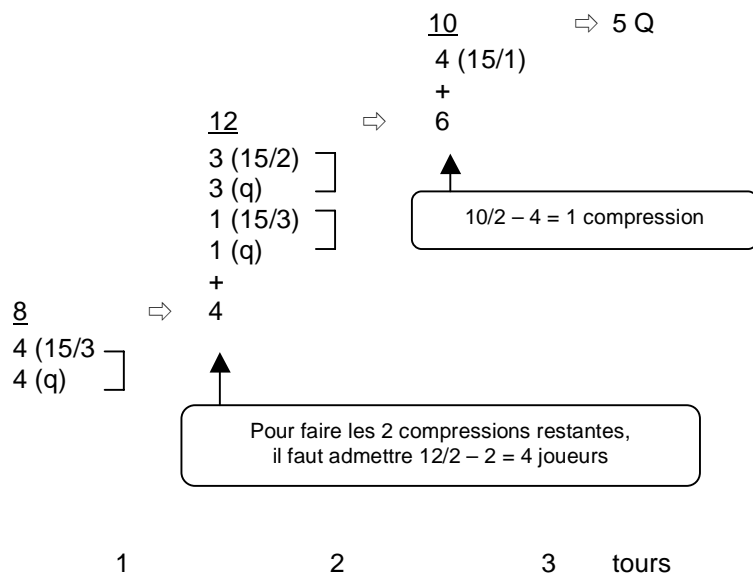 10 ⇨ 5 Q
4 (15/1)
+
12 ⇨ 6
3 (15/2)
3 (q)
1 (15/3)
1 (q)
+
8 ⇨ 4
4 (15/3
4 (q)
10/2 – 4 = 1 compression
Pour faire les 2 compressions restantes,
il faut admettre 12/2 – 2 = 4 joueurs
1 2 3 tours